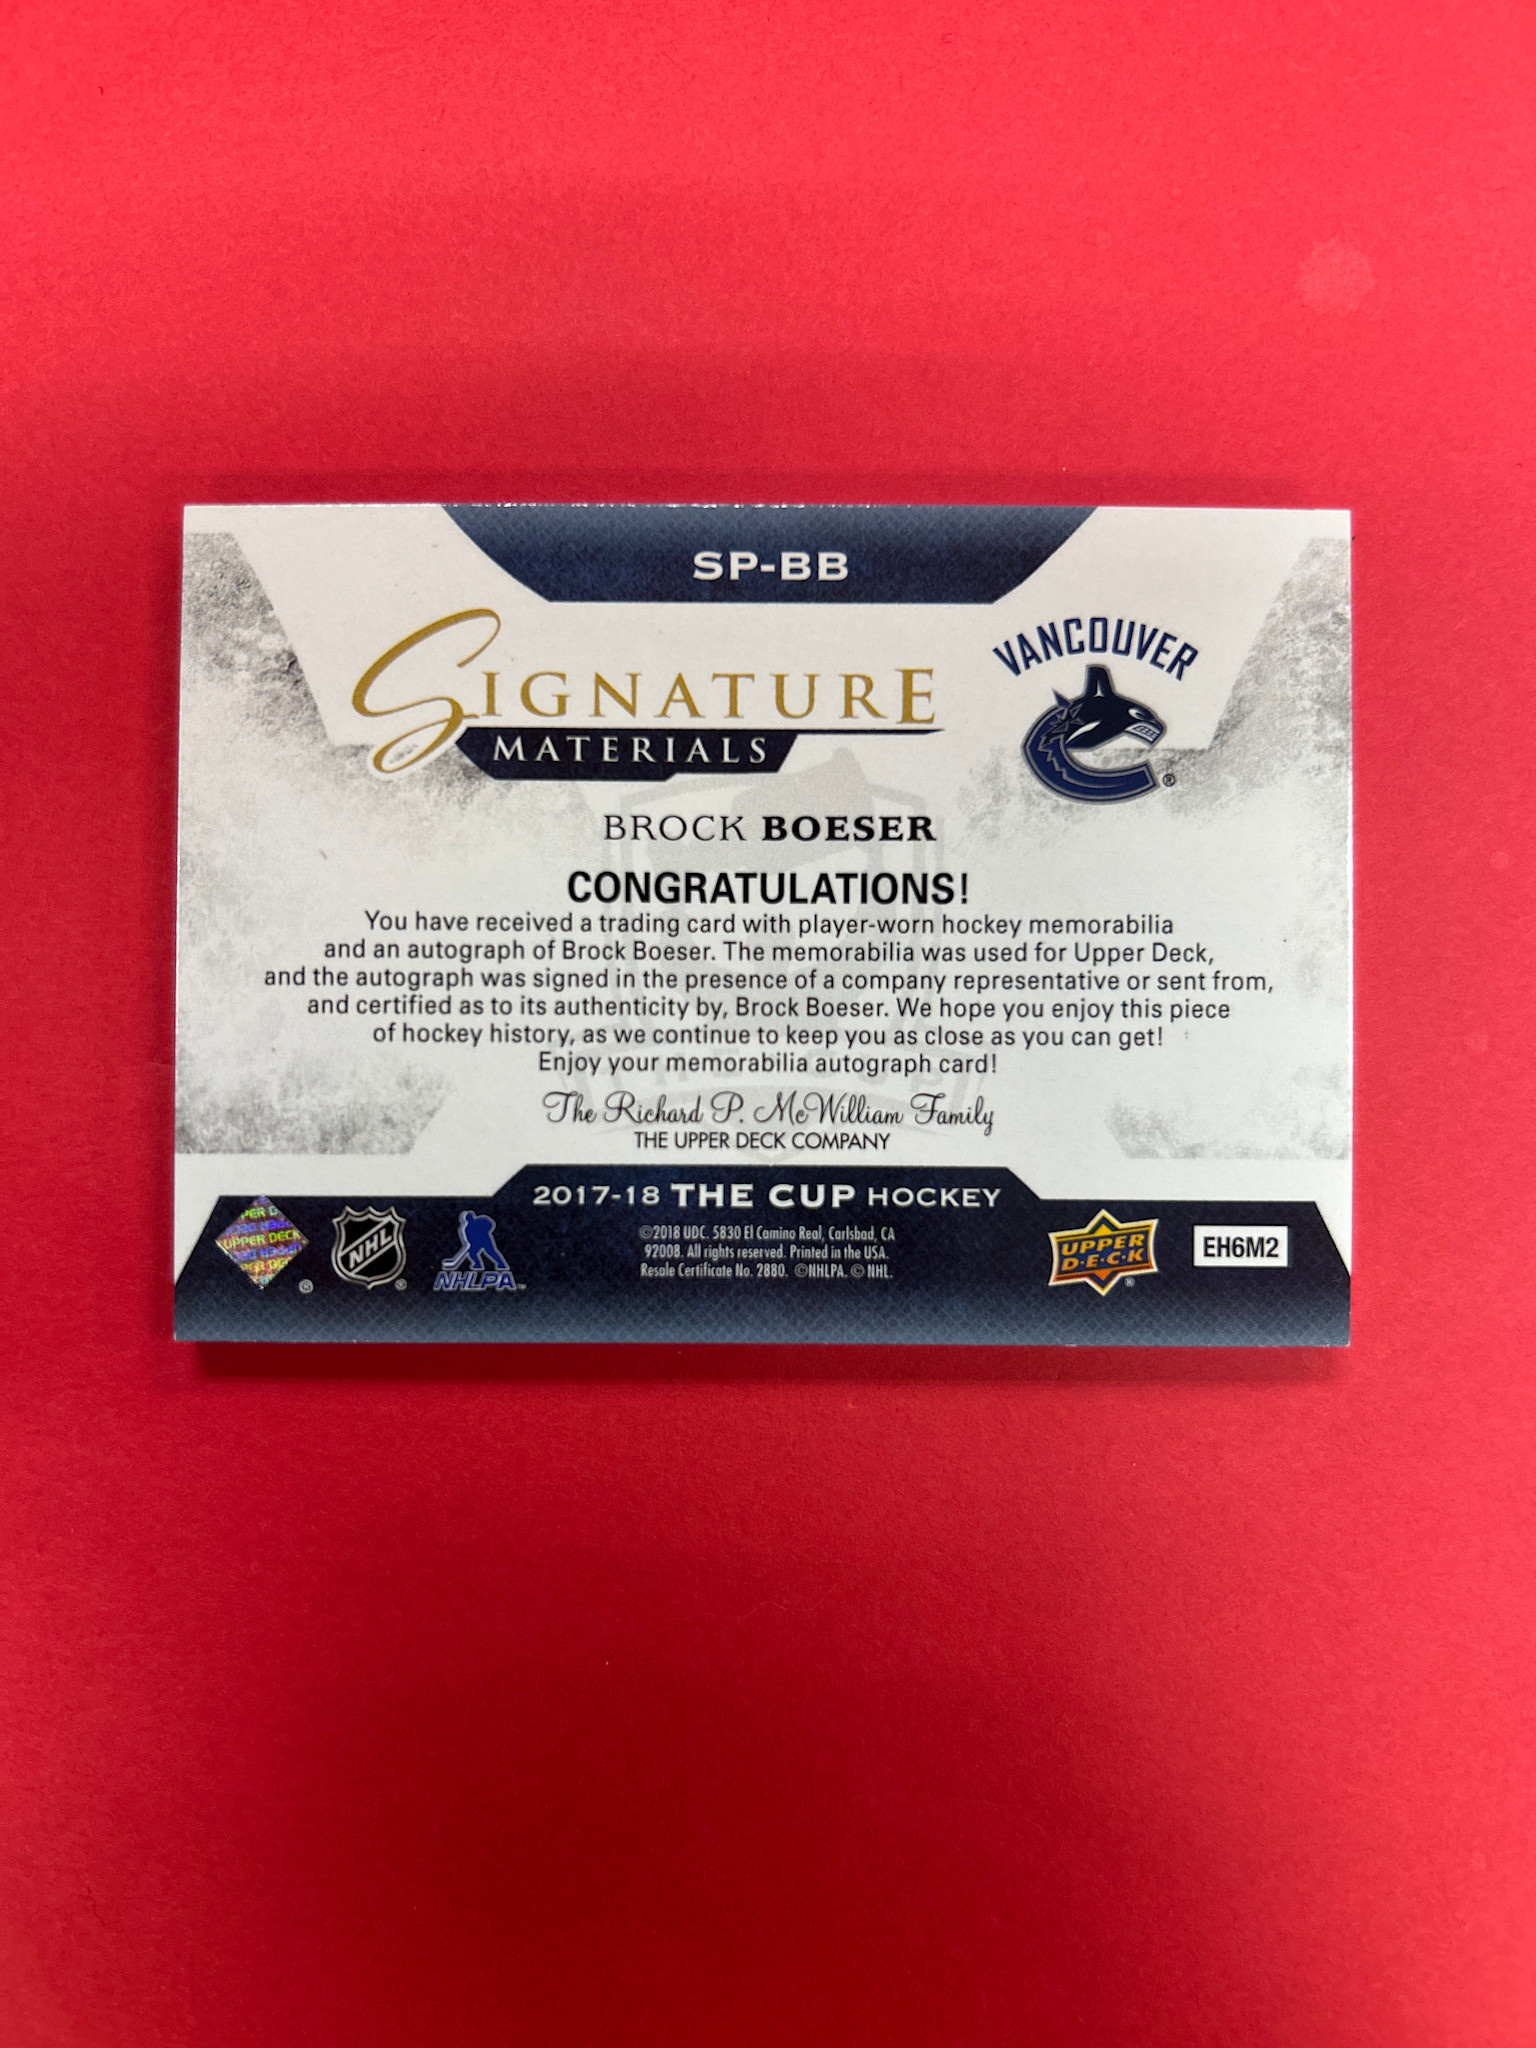 SP-BB
SIGNATURE
MATERIALS
VANCOUVER
®
BROCK BOESER
CONGRATULATIONS!
You have received a trading card with player-worn hockey memorabilia
and an autograph of Brock Boeser. The memorabilia was used for Upper Deck,
and the autograph was signed in the presence of a company representative or sent from,
and certified as to its authenticity by, Brock Boeser. We hope you enjoy this piece
of hockey history, as we continue to keep you as close as you can get!
Enjoy your memorabilia autograph card!
The Richard P. McWilliam Family
THE UPPER DECK COMPANY
2017-18 THE CUP HOCKEY
UPPER DECK
®
NHL
®
NHLPA
©2018 UDC. 5830 El Camino Real, Carlsbad, CA
92008. All rights reserved. Printed in the USA.
Resale Certificate No. 2880. ©NHLPA. © NHL.
UPPER
D·E·C·K
®
EH6M2